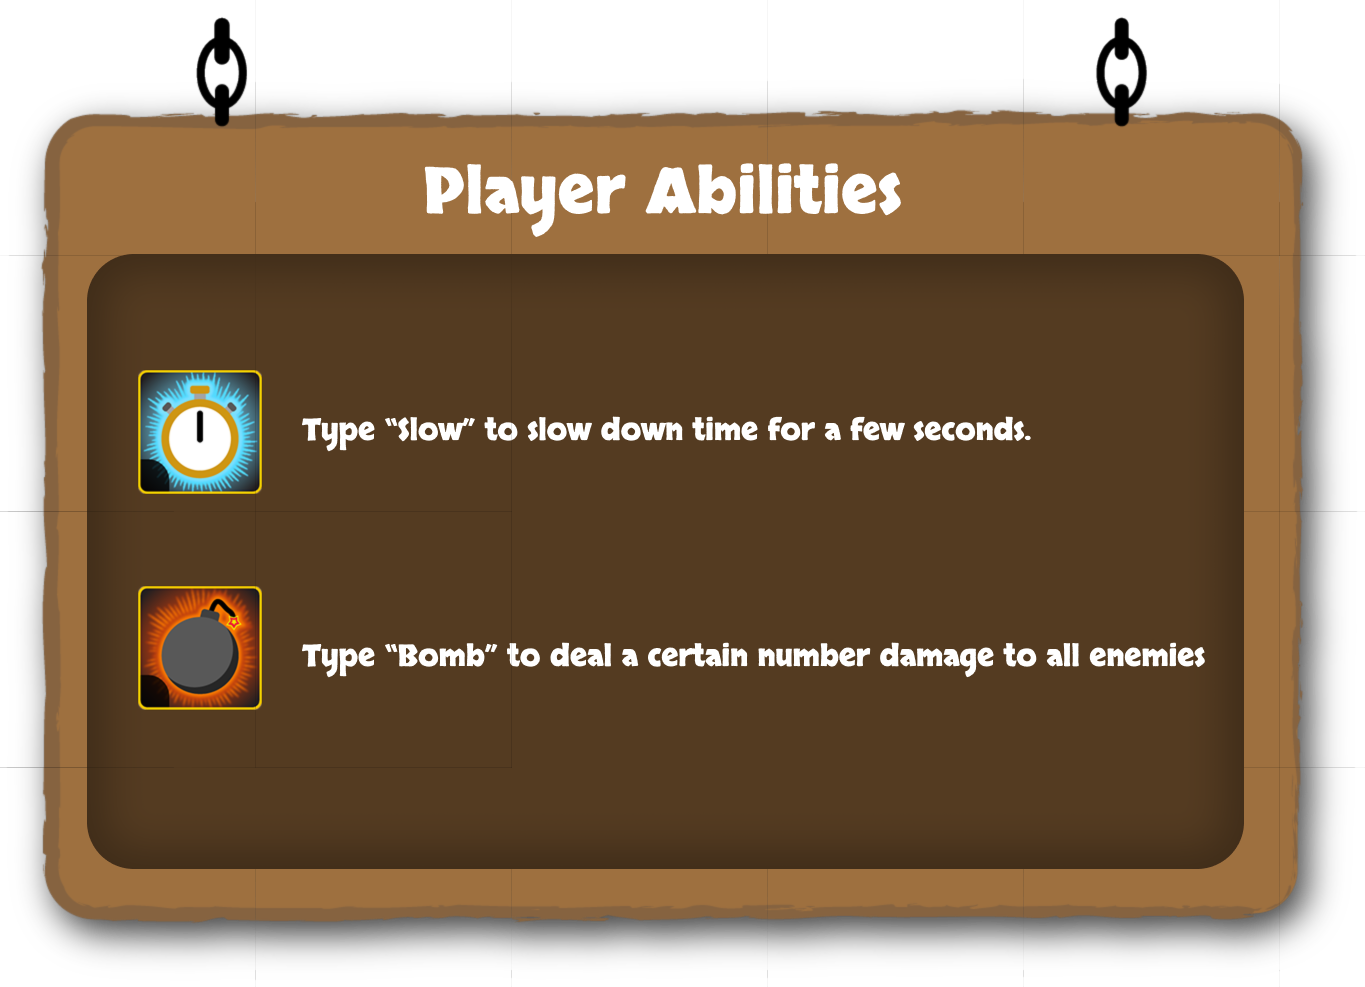 Player Abilities
Type “Slow” to slow down time for a few seconds.
Type “Bomb” to deal a certain number damage to all enemies